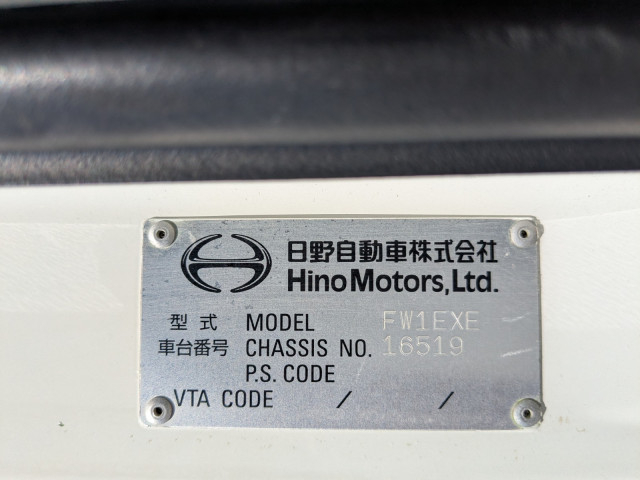 日野自動車株式会社
Hino Motors, Ltd.
型式 MODEL FW1EXE
車台番号 CHASSIS NO. 16519
P.S. CODE
VTA CODE / /